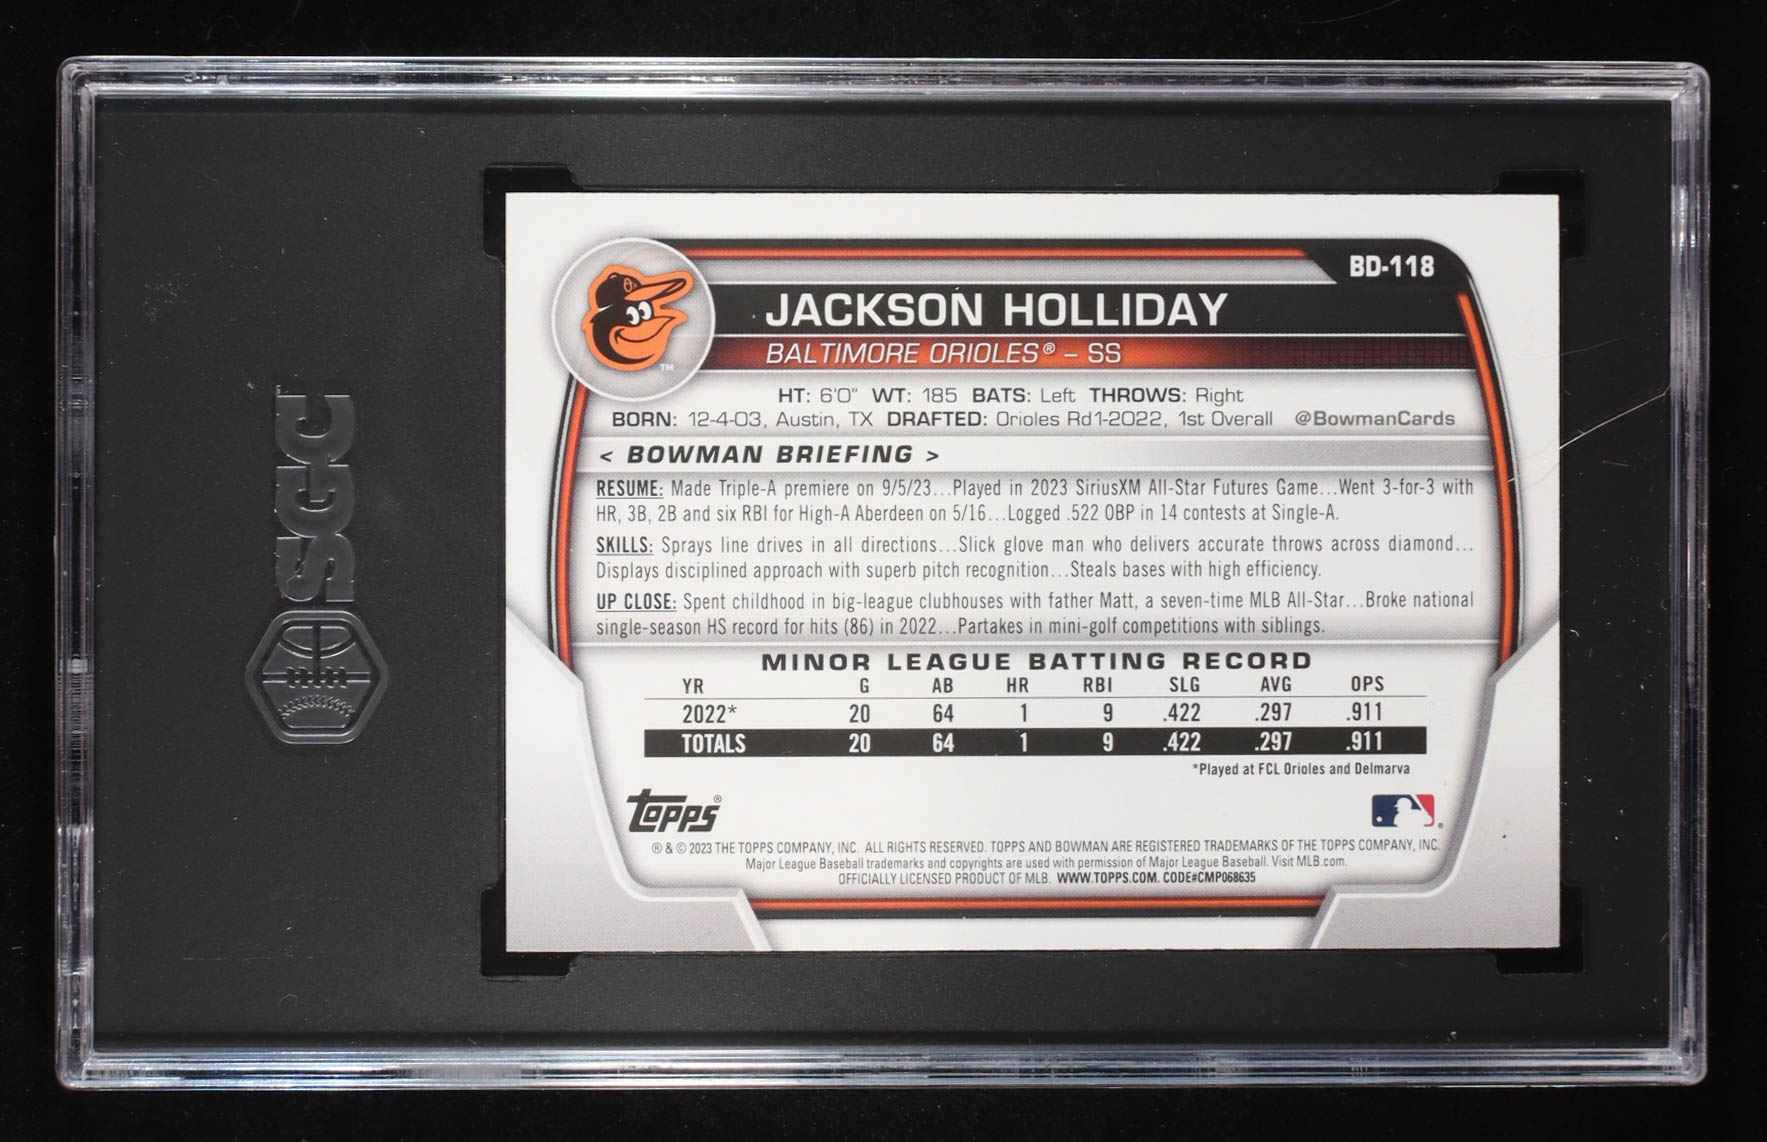 SGC
BD-118
JACKSON HOLLIDAY
BALTIMORE ORIOLES® – SS
TM
HT: 6'0" WT: 185 BATS: Left THROWS: Right
BORN: 12-4-03, Austin, TX DRAFTED: Orioles Rd1-2022, 1st Overall @BowmanCards
< BOWMAN BRIEFING >
RESUME: Made Triple-A premiere on 9/5/23...Played in 2023 SiriusXM All-Star Futures Game...Went 3-for-3 with
HR, 3B, 2B and six RBI for High-A Aberdeen on 5/16...Logged .522 OBP in 14 contests at Single-A.
SKILLS: Sprays line drives in all directions...Slick glove man who delivers accurate throws across diamond...
Displays disciplined approach with superb pitch recognition...Steals bases with high efficiency.
UP CLOSE: Spent childhood in big-league clubhouses with father Matt, a seven-time MLB All-Star...Broke national
single-season HS record for hits (86) in 2022...Partakes in mini-golf competitions with siblings.
MINOR LEAGUE BATTING RECORD
YR G AB HR RBI SLG AVG OPS
2022* 20 64 1 9 .422 .297 .911
TOTALS 20 64 1 9 .422 .297 .911
*Played at FCL Orioles and Delmarva
topps®
® & © 2023 THE TOPPS COMPANY, INC. ALL RIGHTS RESERVED. TOPPS AND BOWMAN ARE REGISTERED TRADEMARKS OF THE TOPPS COMPANY, INC.
Major League Baseball trademarks and copyrights are used with permission of Major League Baseball. Visit MLB.com.
OFFICIALLY LICENSED PRODUCT OF MLB. WWW.TOPPS.COM. CODE#CMP068635